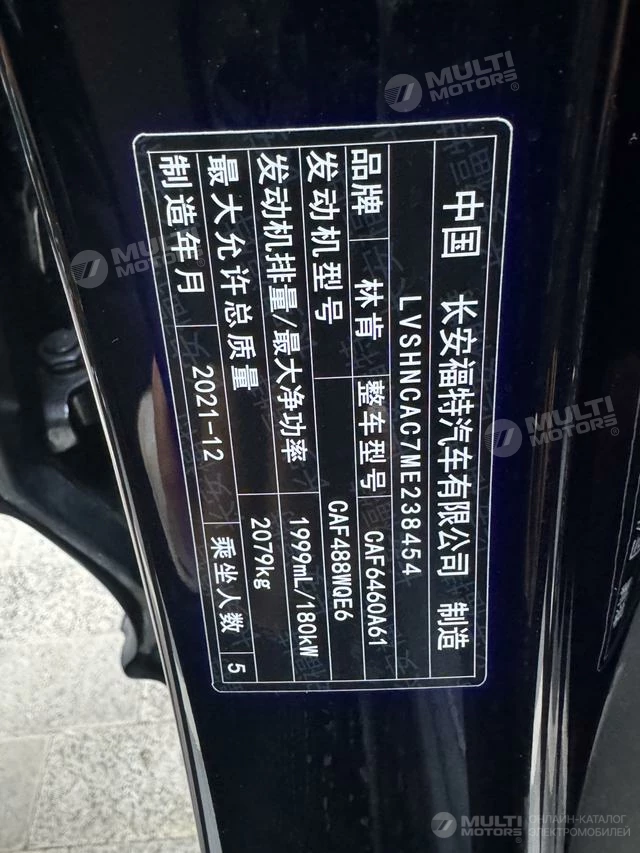 中国 长安福特汽车有限公司 制造
LVSHNCAC7ME238454
品牌 林肯 整车型号 CAF6460A61
发动机型号 CAF488WQE6
发动机排量/最大净功率 1999mL/180kW
最大允许总质量 2079kg
制造年月 2021-12 乘坐人数 5
MULTI MOTORS®
MULTI MOTORS®
MULTI MOTORS®
MULTI MOTORS® ОНЛАЙН-КАТАЛОГ ЭЛЕКТРОМОБИЛЕЙ